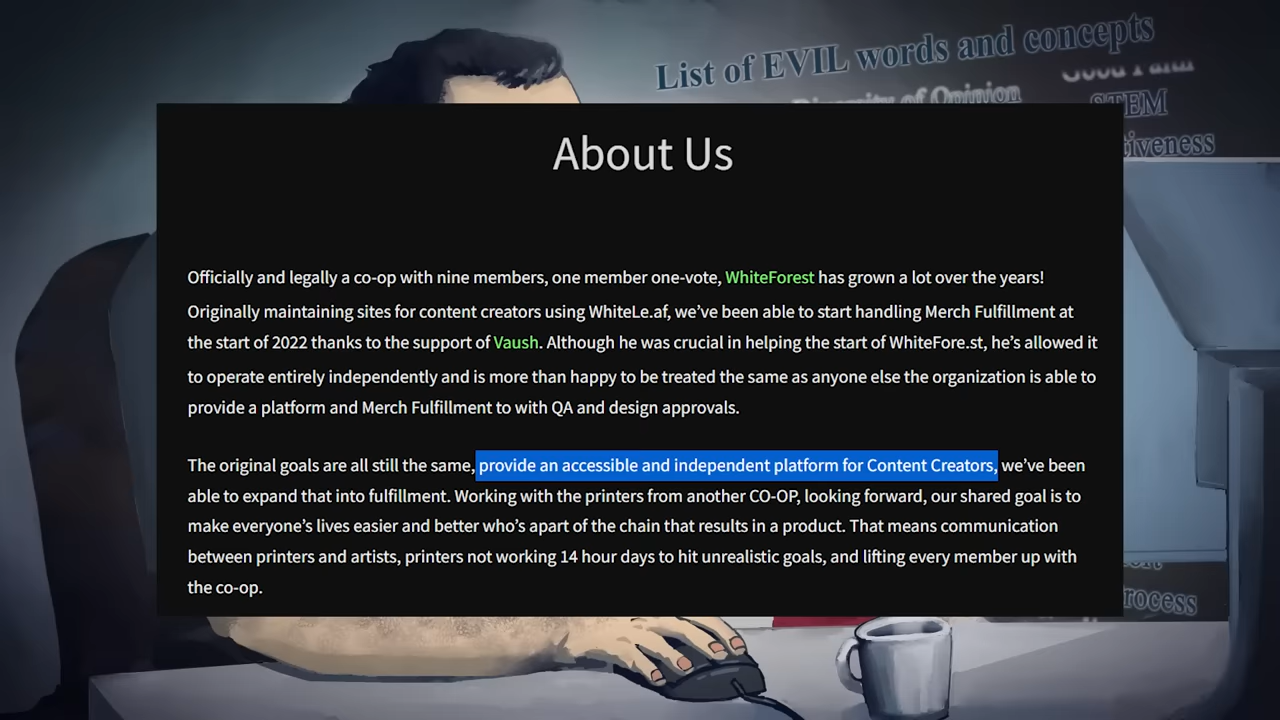 List of EVIL words and concepts
Diversity of Opinion
Good Faith
STEM
tiveness
About Us
Officially and legally a co-op with nine members, one member one-vote, WhiteForest has grown a lot over the years!
Originally maintaining sites for content creators using WhiteLe.af, we’ve been able to start handling Merch Fulfillment at
the start of 2022 thanks to the support of Vaush. Although he was crucial in helping the start of WhiteFore.st, he’s allowed it
to operate entirely independently and is more than happy to be treated the same as anyone else the organization is able to
provide a platform and Merch Fulfillment to with QA and design approvals.
The original goals are all still the same, provide an accessible and independent platform for Content Creators, we’ve been
able to expand that into fulfillment. Working with the printers from another CO-OP, looking forward, our shared goal is to
make everyone’s lives easier and better who’s apart of the chain that results in a product. That means communication
between printers and artists, printers not working 14 hour days to hit unrealistic goals, and lifting every member up with
the co-op.
rocess